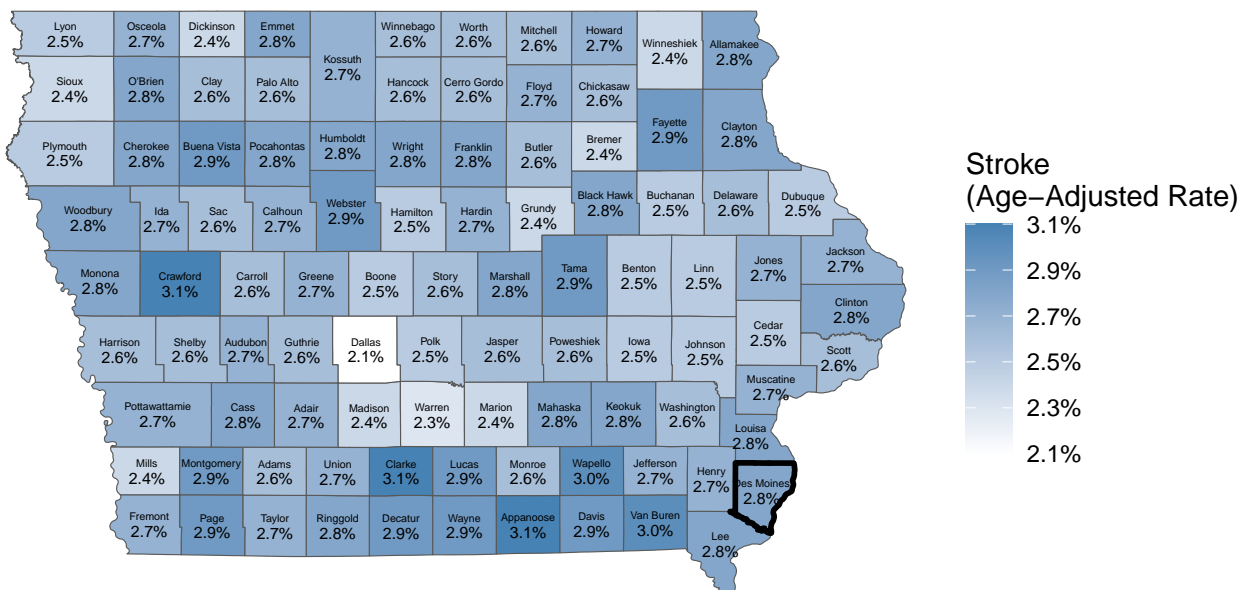 Lyon
2.5%
Osceola
2.7%
Dickinson
2.4%
Emmet
2.8%
Kossuth
2.7%
Winnebago
2.6%
Worth
2.6%
Mitchell
2.6%
Howard
2.7%
Winneshiek
2.4%
Allamakee
2.8%
Sioux
2.4%
O'Brien
2.8%
Clay
2.6%
Palo Alto
2.6%
Hancock
2.6%
Cerro Gordo
2.6%
Floyd
2.7%
Chickasaw
2.6%
Fayette
2.9%
Clayton
2.8%
Plymouth
2.5%
Cherokee
2.8%
Buena Vista
2.9%
Pocahontas
2.8%
Humboldt
2.8%
Wright
2.8%
Franklin
2.8%
Butler
2.6%
Bremer
2.4%
Woodbury
2.8%
Ida
2.7%
Sac
2.6%
Calhoun
2.7%
Webster
2.9%
Hamilton
2.5%
Hardin
2.7%
Grundy
2.4%
Black Hawk
2.8%
Buchanan
2.5%
Delaware
2.6%
Dubuque
2.5%
Monona
2.8%
Crawford
3.1%
Carroll
2.6%
Greene
2.7%
Boone
2.5%
Story
2.6%
Marshall
2.8%
Tama
2.9%
Benton
2.5%
Linn
2.5%
Jones
2.7%
Jackson
2.7%
Clinton
2.8%
Harrison
2.6%
Shelby
2.6%
Audubon
2.7%
Guthrie
2.6%
Dallas
2.1%
Polk
2.5%
Jasper
2.6%
Poweshiek
2.6%
Iowa
2.5%
Johnson
2.5%
Cedar
2.5%
Scott
2.6%
Muscatine
2.7%
Pottawattamie
2.7%
Cass
2.8%
Adair
2.7%
Madison
2.4%
Warren
2.3%
Marion
2.4%
Mahaska
2.8%
Keokuk
2.8%
Washington
2.6%
Louisa
2.8%
Mills
2.4%
Montgomery
2.9%
Adams
2.6%
Union
2.7%
Clarke
3.1%
Lucas
2.9%
Monroe
2.6%
Wapello
3.0%
Jefferson
2.7%
Henry
2.7%
Des Moines
2.8%
Fremont
2.7%
Page
2.9%
Taylor
2.7%
Ringgold
2.8%
Decatur
2.9%
Wayne
2.9%
Appanoose
3.1%
Davis
2.9%
Van Buren
3.0%
Lee
2.8%
Stroke
(Age−Adjusted Rate)
3.1%
2.9%
2.7%
2.5%
2.3%
2.1%